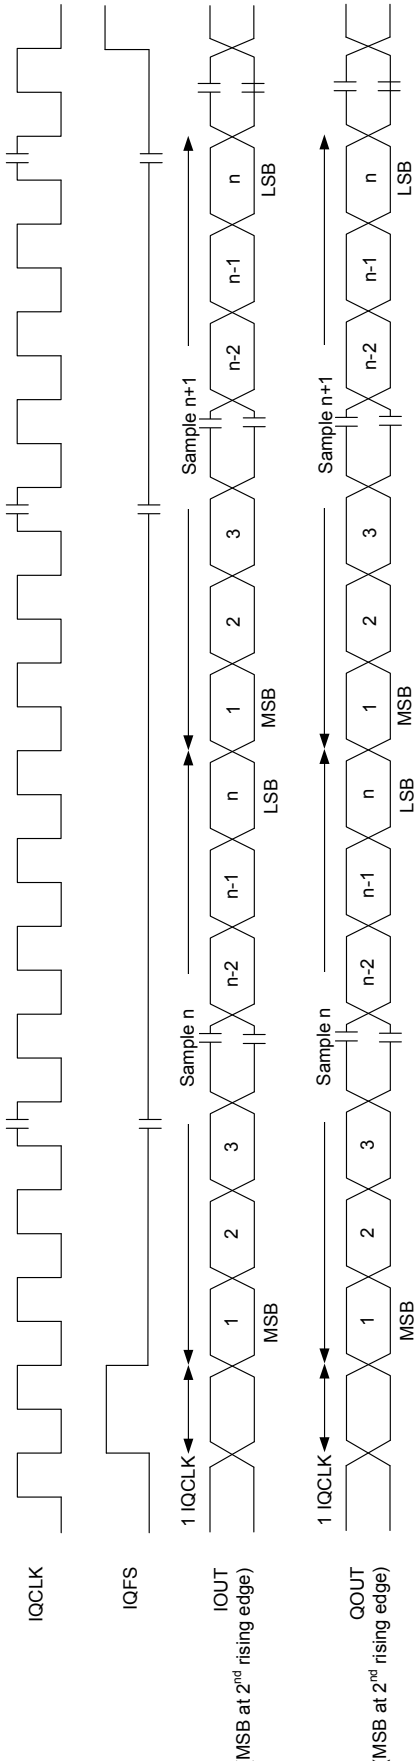 IQCLK
IQFS
1 IQCLK Sample n Sample n+1
IOUT 1 2 3 n-2 n-1 n 1 2 3 n-2 n-1 n
MSB at 2nd rising edge) MSB LSB MSB LSB
1 IQCLK Sample n Sample n+1
QOUT 1 2 3 n-2 n-1 n 1 2 3 n-2 n-1 n
(MSB at 2nd rising edge) MSB LSB MSB LSB